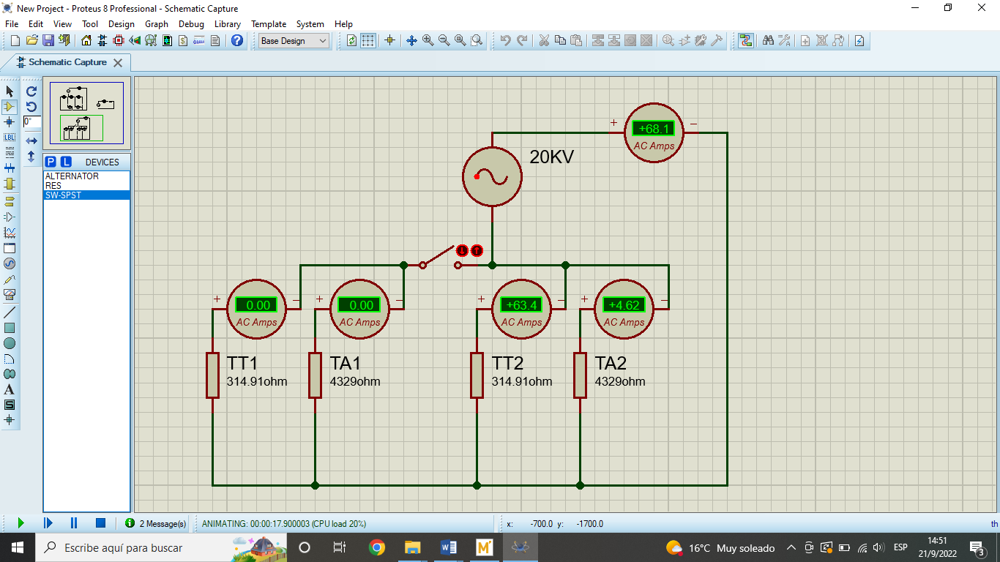 New Project - Proteus 8 Professional - Schematic Capture
File Edit View Tool Design Graph Debug Library Template System Help
Base Design
Schematic Capture
0°
LBL
P L DEVICES
ALTERNATOR
RES
SW-SPST
A
S
+ +68.1 −
AC Amps
20KV
+ 0.00 −
AC Amps
+ 0.00 −
AC Amps
+ +63.4 −
AC Amps
+ +4.62 −
AC Amps
TT1
314.91ohm
TA1
4329ohm
TT2
314.91ohm
TA2
4329ohm
2 Message(s) ANIMATING: 00:00:17.900003 (CPU load 20%) x: -700.0 y: -1700.0 th
Escribe aquí para buscar
16°C Muy soleado
ESP
14:51
21/9/2022
3